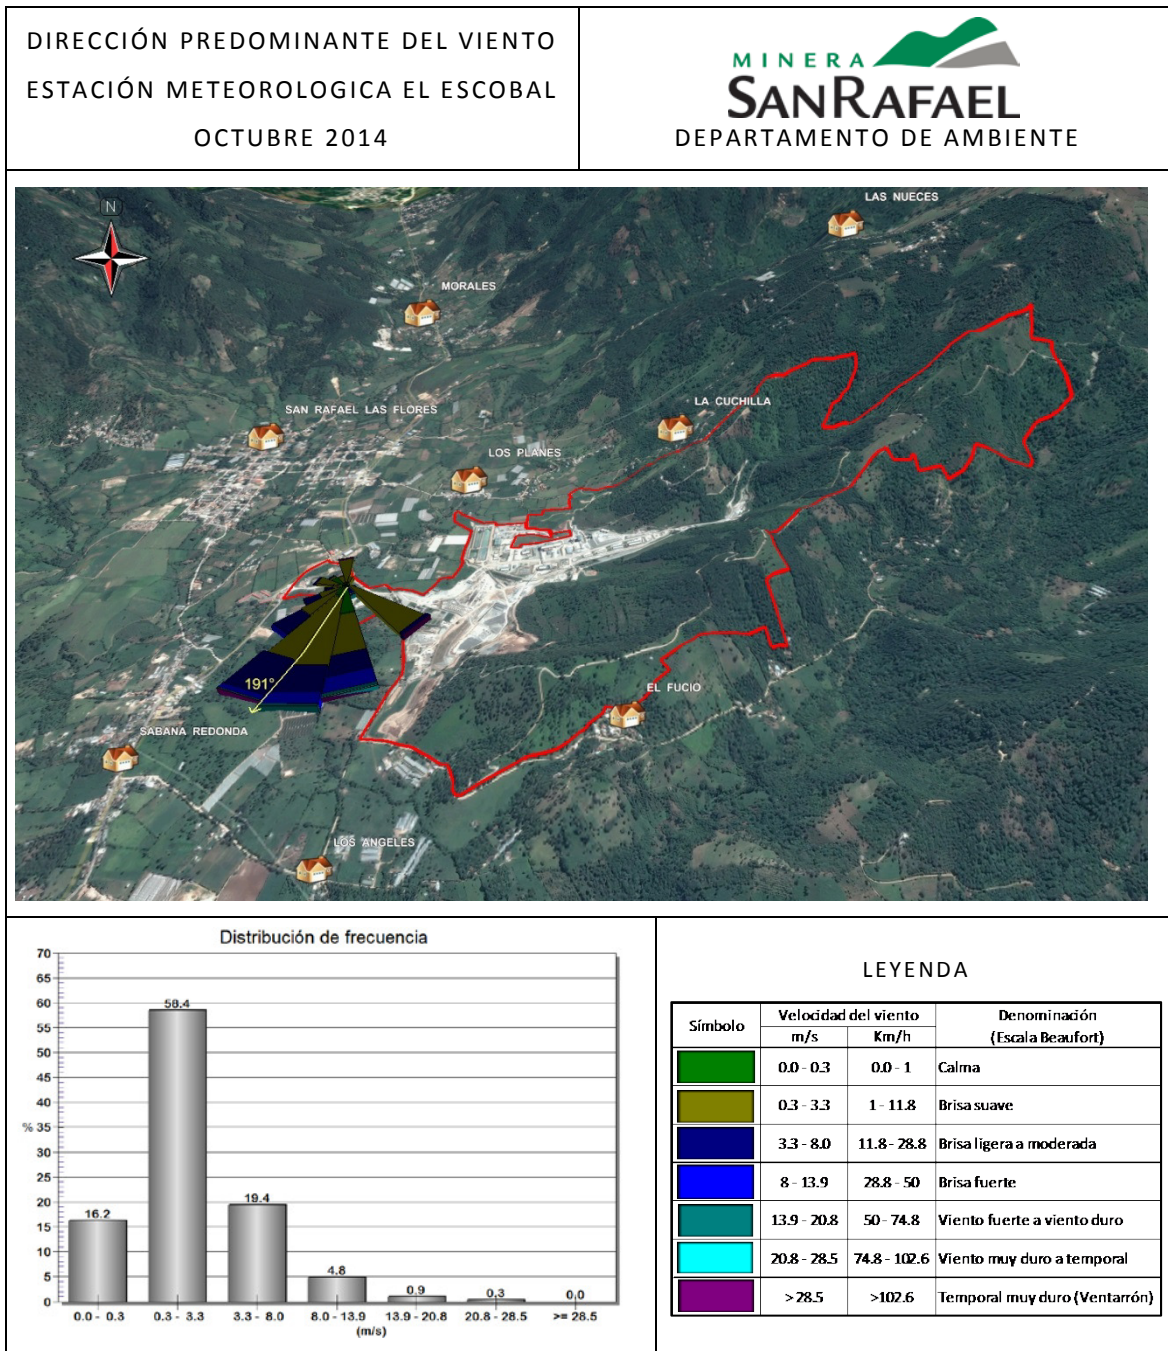 DIRECCIÓN PREDOMINANTE DEL VIENTO
ESTACIÓN METEOROLOGICA EL ESCOBAL
OCTUBRE 2014
MINERA
SANRAFAEL
DEPARTAMENTO DE AMBIENTE
N
LAS NUECES
MORALES
SAN RAFAEL LAS FLORES
LA CUCHILLA
LOS PLANES
191°
EL FUCIO
SABANA REDONDA
LOS ANGELES
Distribución de frecuencia
70
65
60
55
50
45
40
% 35
30
25
20
15
10
5
0
16.2
58.4
19.4
4.8
0.9
0.3
0.0
0.0 - 0.3
0.3 - 3.3
3.3 - 8.0
8.0 - 13.9
13.9 - 20.8
20.8 - 28.5
>= 28.5
(m/s)
LEYENDA
Símbolo Velocidad del viento Denominación
m/s Km/h (Escala Beaufort)
0.0 - 0.3 0.0 - 1 Calma
0.3 - 3.3 1 - 11.8 Brisa suave
3.3 - 8.0 11.8 - 28.8 Brisa ligera a moderada
8 - 13.9 28.8 - 50 Brisa fuerte
13.9 - 20.8 50 - 74.8 Viento fuerte a viento duro
20.8 - 28.5 74.8 - 102.6 Viento muy duro a temporal
>28.5 >102.6 Temporal muy duro (Ventarrón)